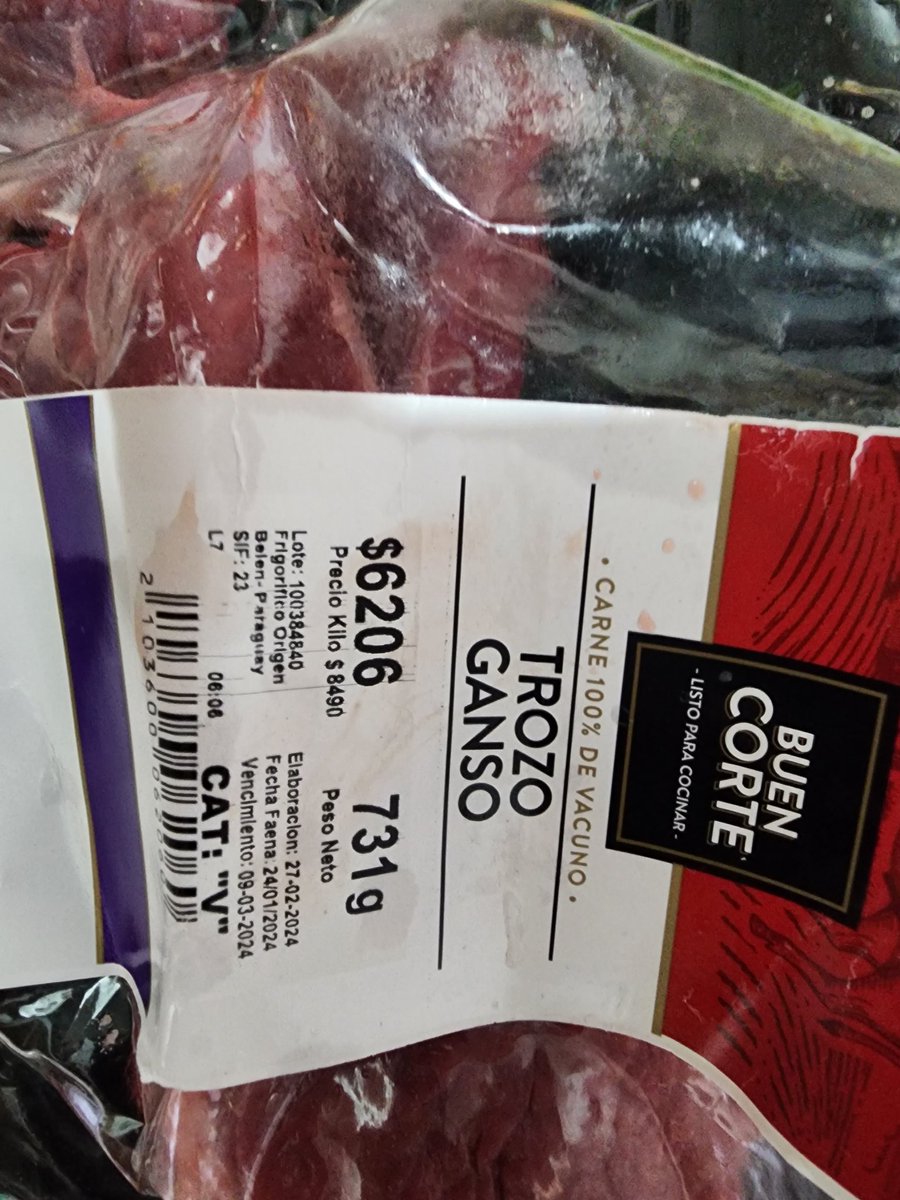 BUEN
CORTE
- LISTO PARA COCINAR -
• CARNE 100% DE VACUNO •
TROZO
GANSO
$6206 731g
Precio Kilo $8490 Peso Neto
Lote: 100384840 Elaboracion: 27-02-2024
Frigorifico Origen Fecha Faena: 24/01/2024
Belen-Paraguay Vencimiento: 09-03-2024
SIF: 23
L7 06:06 CAT: "V"